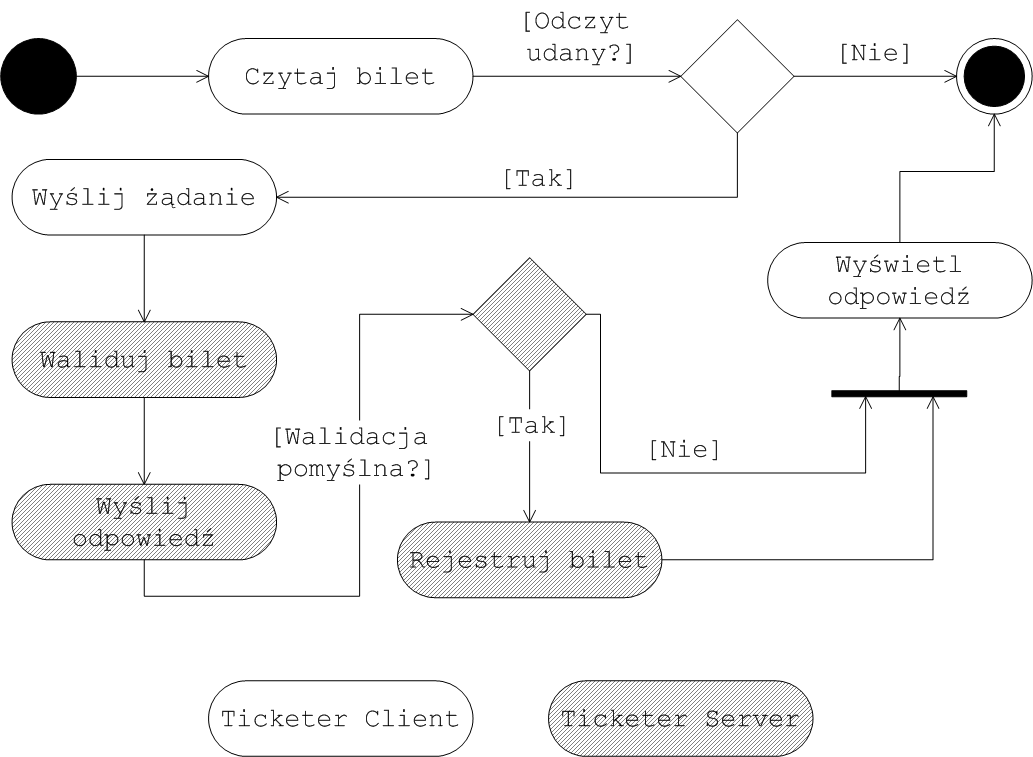 [Odczyt
udany?]
Czytaj bilet
[Nie]
[Tak]
Wyślij żądanie
Wyświetl
odpowiedź
Waliduj bilet
[Walidacja
pomyślna?]
[Tak]
[Nie]
Wyślij
odpowiedź
Rejestruj bilet
Ticketer Client
Ticketer Server